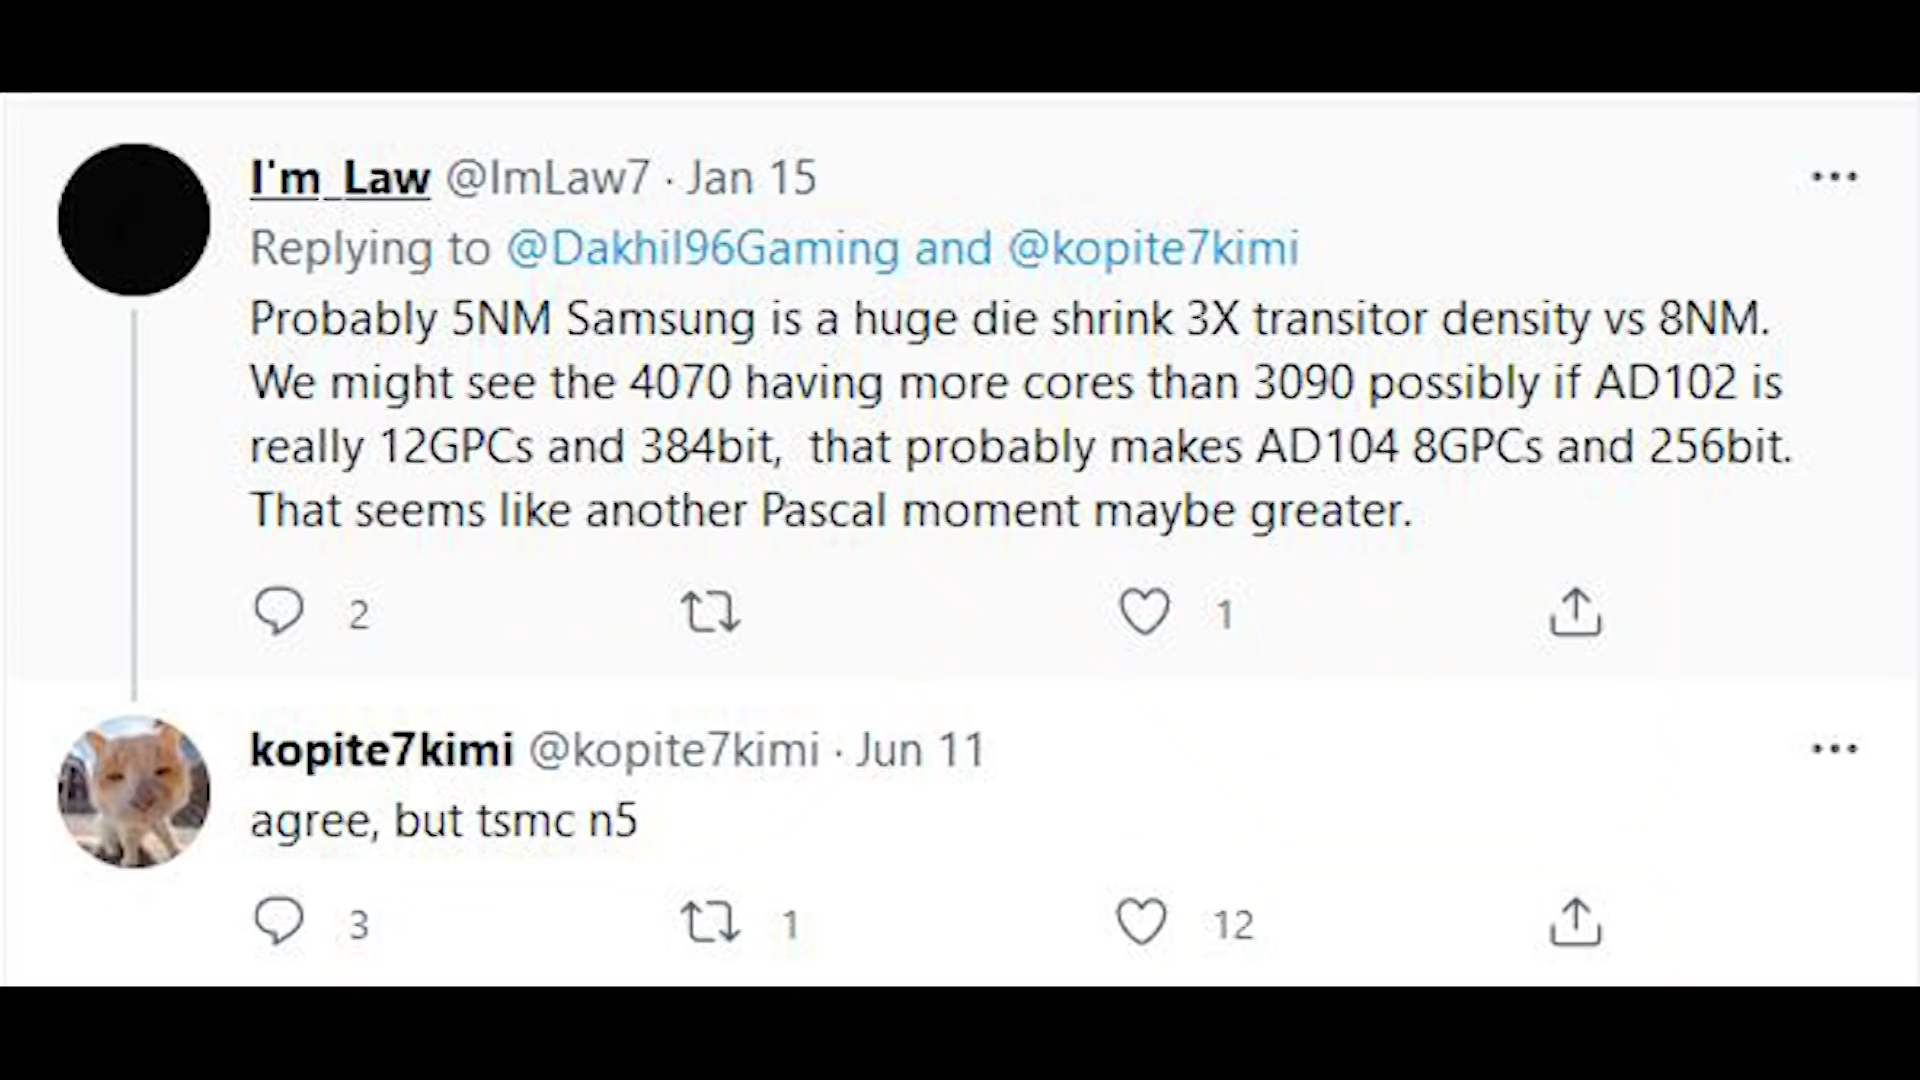 I'm_Law @ImLaw7 · Jan 15
Replying to @Dakhil96Gaming and @kopite7kimi
Probably 5NM Samsung is a huge die shrink 3X transitor density vs 8NM.
We might see the 4070 having more cores than 3090 possibly if AD102 is
really 12GPCs and 384bit, that probably makes AD104 8GPCs and 256bit.
That seems like another Pascal moment maybe greater.
2 1
kopite7kimi @kopite7kimi · Jun 11
agree, but tsmc n5
3 1 12